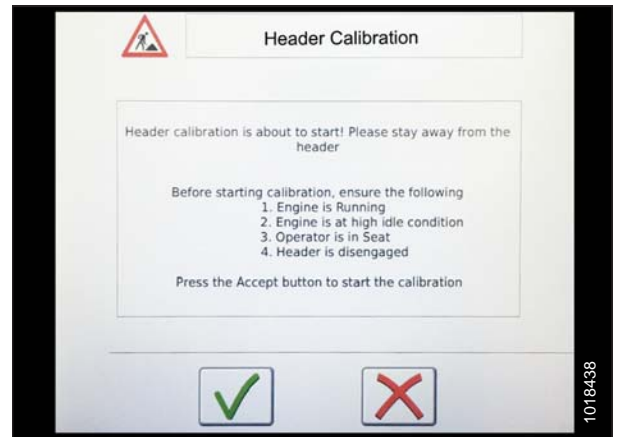 Header Calibration
Header calibration is about to start! Please stay away from the
header
Before starting calibration, ensure the following
1. Engine is Running
2. Engine is at high idle condition
3. Operator is in Seat
4. Header is disengaged
Press the Accept button to start the calibration
1018438